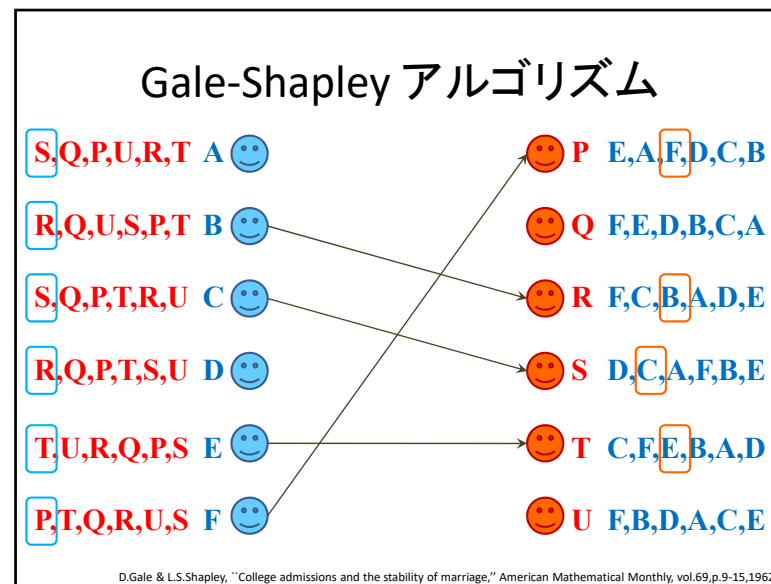 Gale-Shapley アルゴリズム
S,Q,P,U,R,T A P E,A,F,D,C,B
R,Q,U,S,P,T B Q F,E,D,B,C,A
S,Q,P,T,R,U C R F,C,B,A,D,E
R,Q,P,T,S,U D S D,C,A,F,B,E
T,U,R,Q,P,S E T C,F,E,B,A,D
P,T,Q,R,U,S F U F,B,D,A,C,E
D.Gale & L.S.Shapley, ``College admissions and the stability of marriage,'' American Mathematical Monthly, vol.69,p.9-15,1962